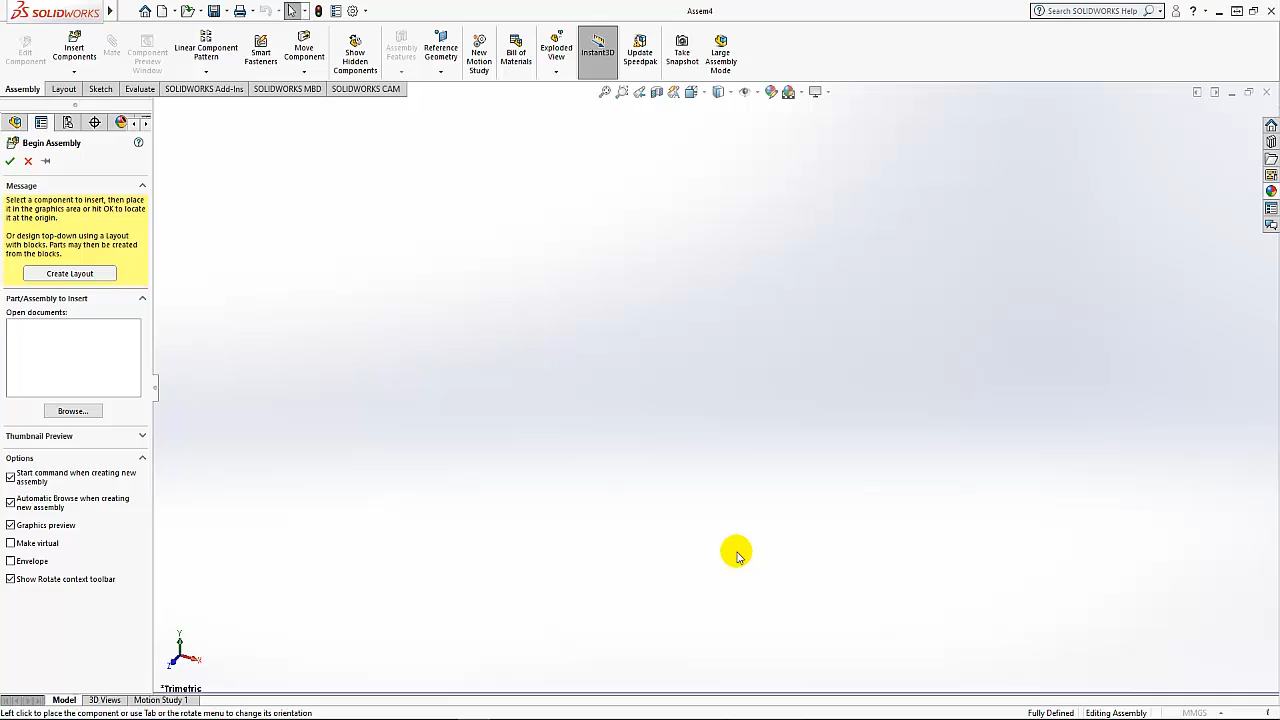 SOLIDWORKS
Assem4
Search SOLIDWORKS Help
Edit Component
Insert Components
Mate
Component Preview Window
Linear Component Pattern
Smart Fasteners
Move Component
Show Hidden Components
Assembly Features
Reference Geometry
New Motion Study
Bill of Materials
Exploded View
Instant3D
Update Speedpak
Take Snapshot
Large Assembly Mode
Assembly
Layout
Sketch
Evaluate
SOLIDWORKS Add-Ins
SOLIDWORKS MBD
SOLIDWORKS CAM
Begin Assembly
Message
Select a component to insert, then place
it in the graphics area or hit OK to locate
it at the origin.
Or design top-down using a Layout
with blocks. Parts may then be created
from the blocks.
Create Layout
Part/Assembly to Insert
Open documents:
Browse...
Thumbnail Preview
Options
Start command when creating new
assembly
Automatic Browse when creating
new assembly
Graphics preview
Make virtual
Envelope
Show Rotate context toolbar
Y
X
Z
*Trimetric
Model
3D Views
Motion Study 1
Left click to place the component or use Tab or the rotate menu to change its orientation
Fully Defined
Editing Assembly
MMGS